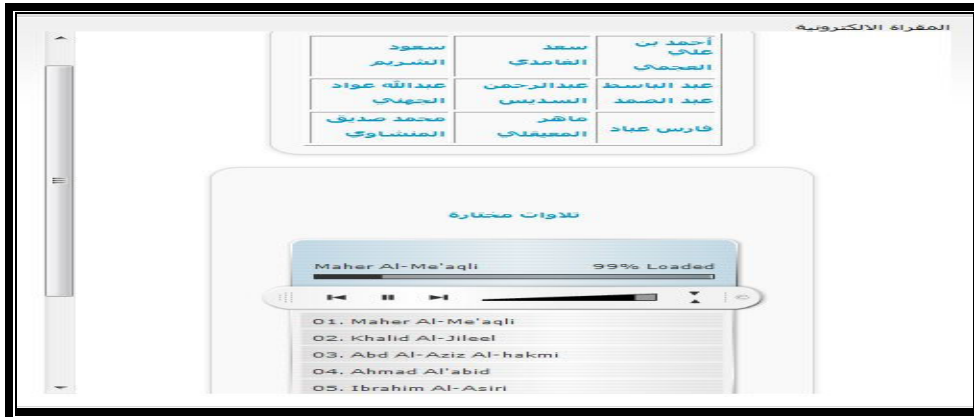 المقراة الالكترونية
أحمد بن علي العجمي
سعد الغامدي
سعود الشريم
عبد الباسط عبد الصمد
عبدالرحمن السديس
عبدالله عواد الجهني
فارس عباد
ماهر المعيقلي
محمد صديق المنشاوي
تلاوات مختارة
Maher Al-Me'aqli 99% Loaded
01. Maher Al-Me'aqli
02. Khalid Al-Jileel
03. Abd Al-Aziz Al-hakmi
04. Ahmad Al'abid
05. Ibrahim Al-Asiri